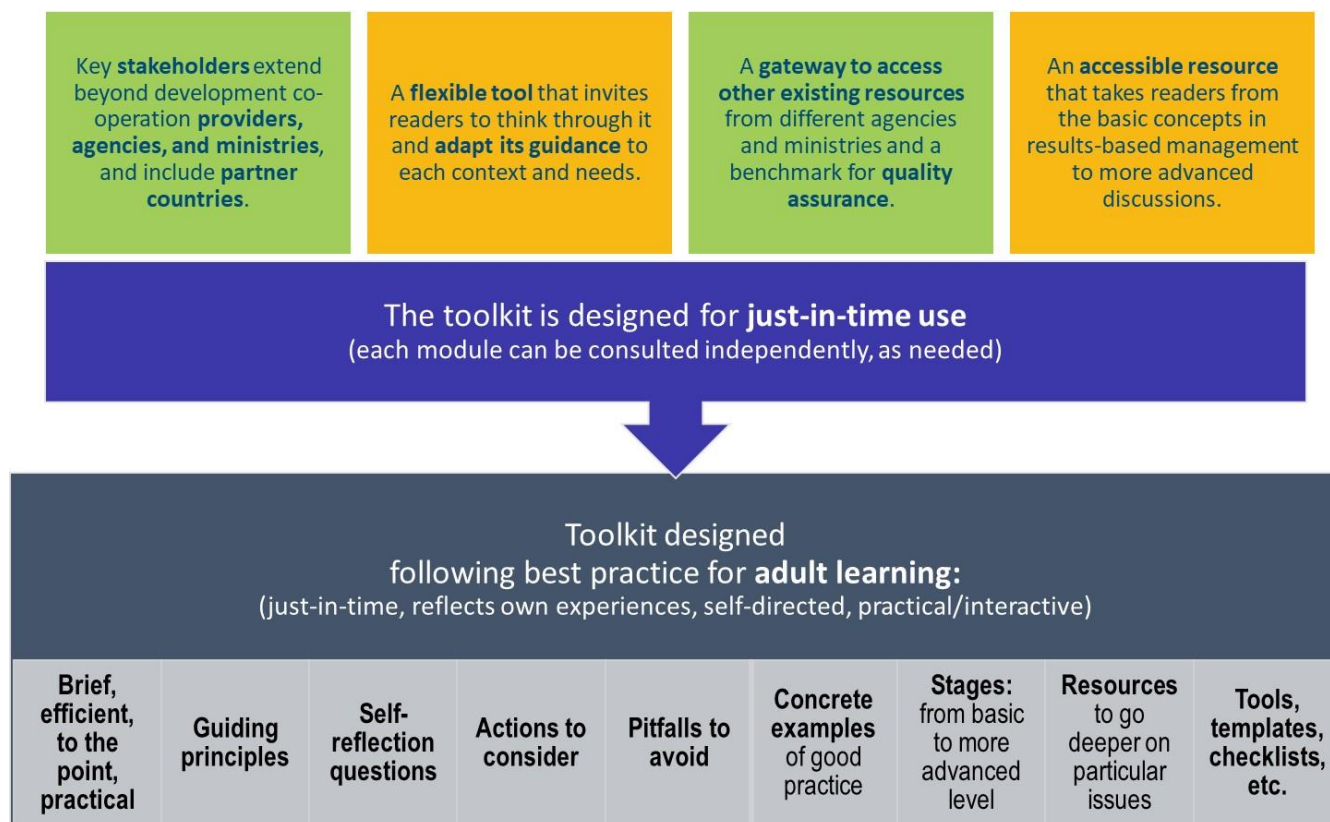 Key stakeholders extend
beyond development co-
operation providers,
agencies, and ministries,
and include partner
countries.
A flexible tool that invites
readers to think through it
and adapt its guidance to
each context and needs.
A gateway to access
other existing resources
from different agencies
and ministries and a
benchmark for quality
assurance.
An accessible resource
that takes readers from
the basic concepts in
results-based management
to more advanced
discussions.
The toolkit is designed for just-in-time use
(each module can be consulted independently, as needed)
Toolkit designed
following best practice for adult learning:
(just-in-time, reflects own experiences, self-directed, practical/interactive)
Brief,
efficient,
to the
point,
practical
Guiding
principles
Self-
reflection
questions
Actions to
consider
Pitfalls to
avoid
Concrete
examples
of good
practice
Stages:
from basic
to more
advanced
level
Resources
to go
deeper on
particular
issues
Tools,
templates,
checklists,
etc.